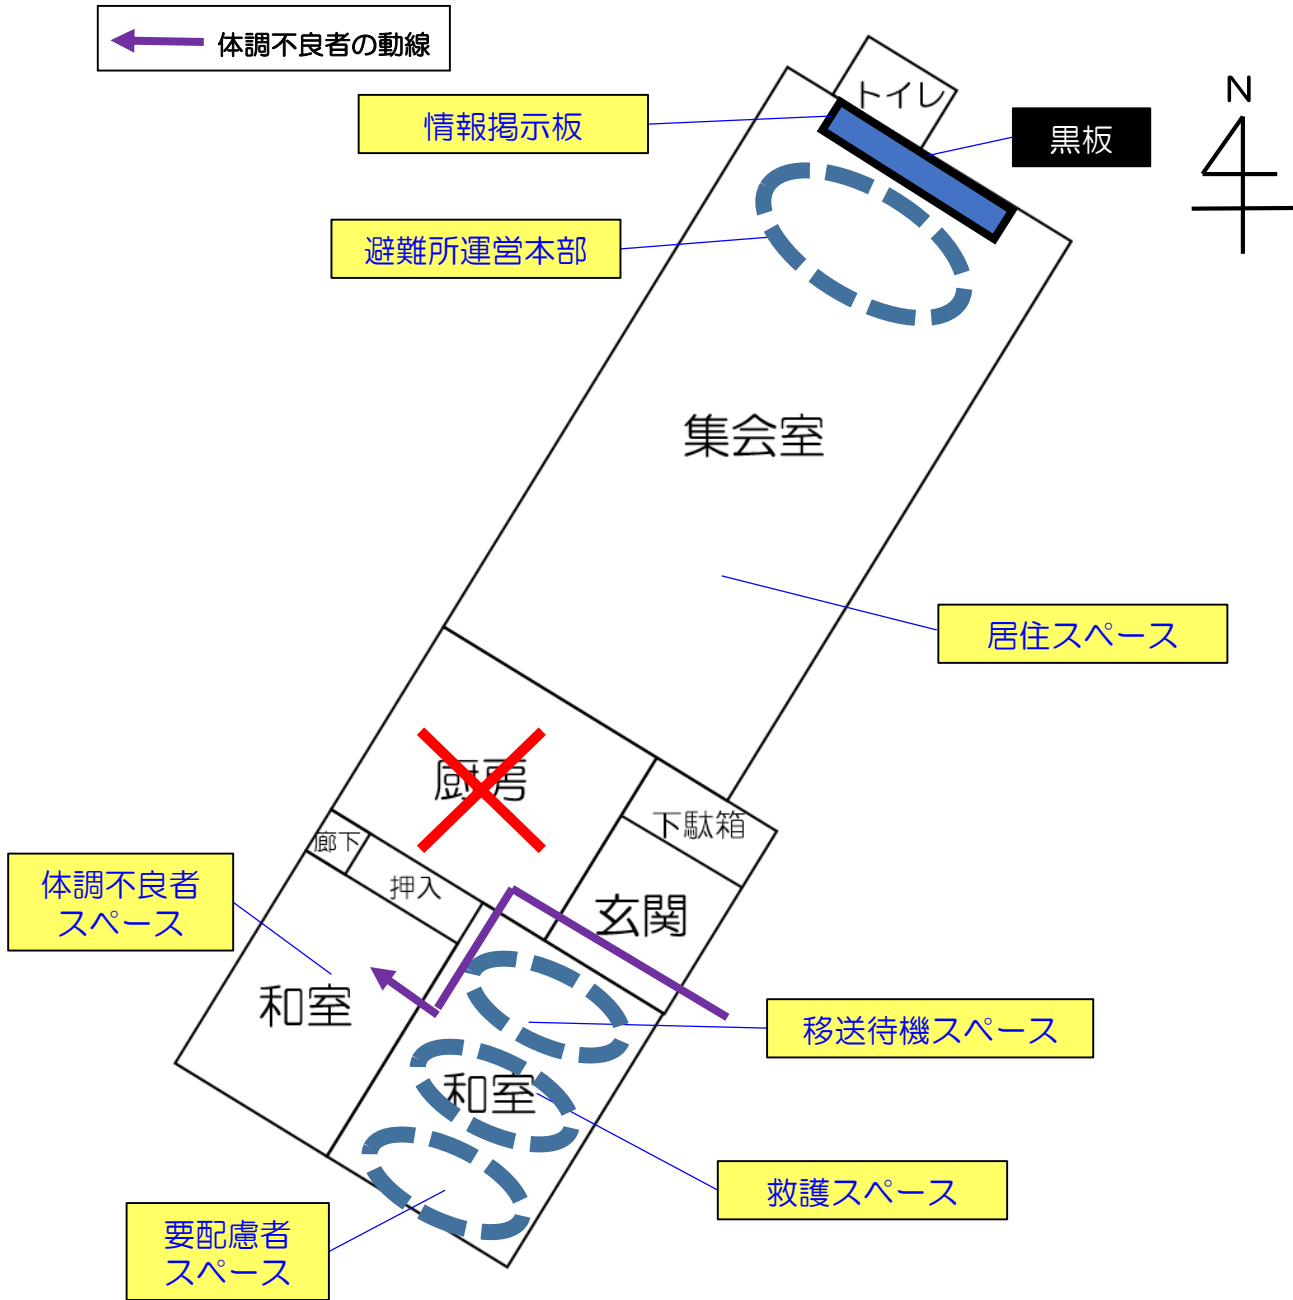 体調不良者の動線
トイレ
N
情報掲示板
黒板
避難所運営本部
集会室
居住スペース
厨房
下駄箱
廊下
押入
体調不良者
スペース
玄関
和室
移送待機スペース
和室
救護スペース
要配慮者
スペース